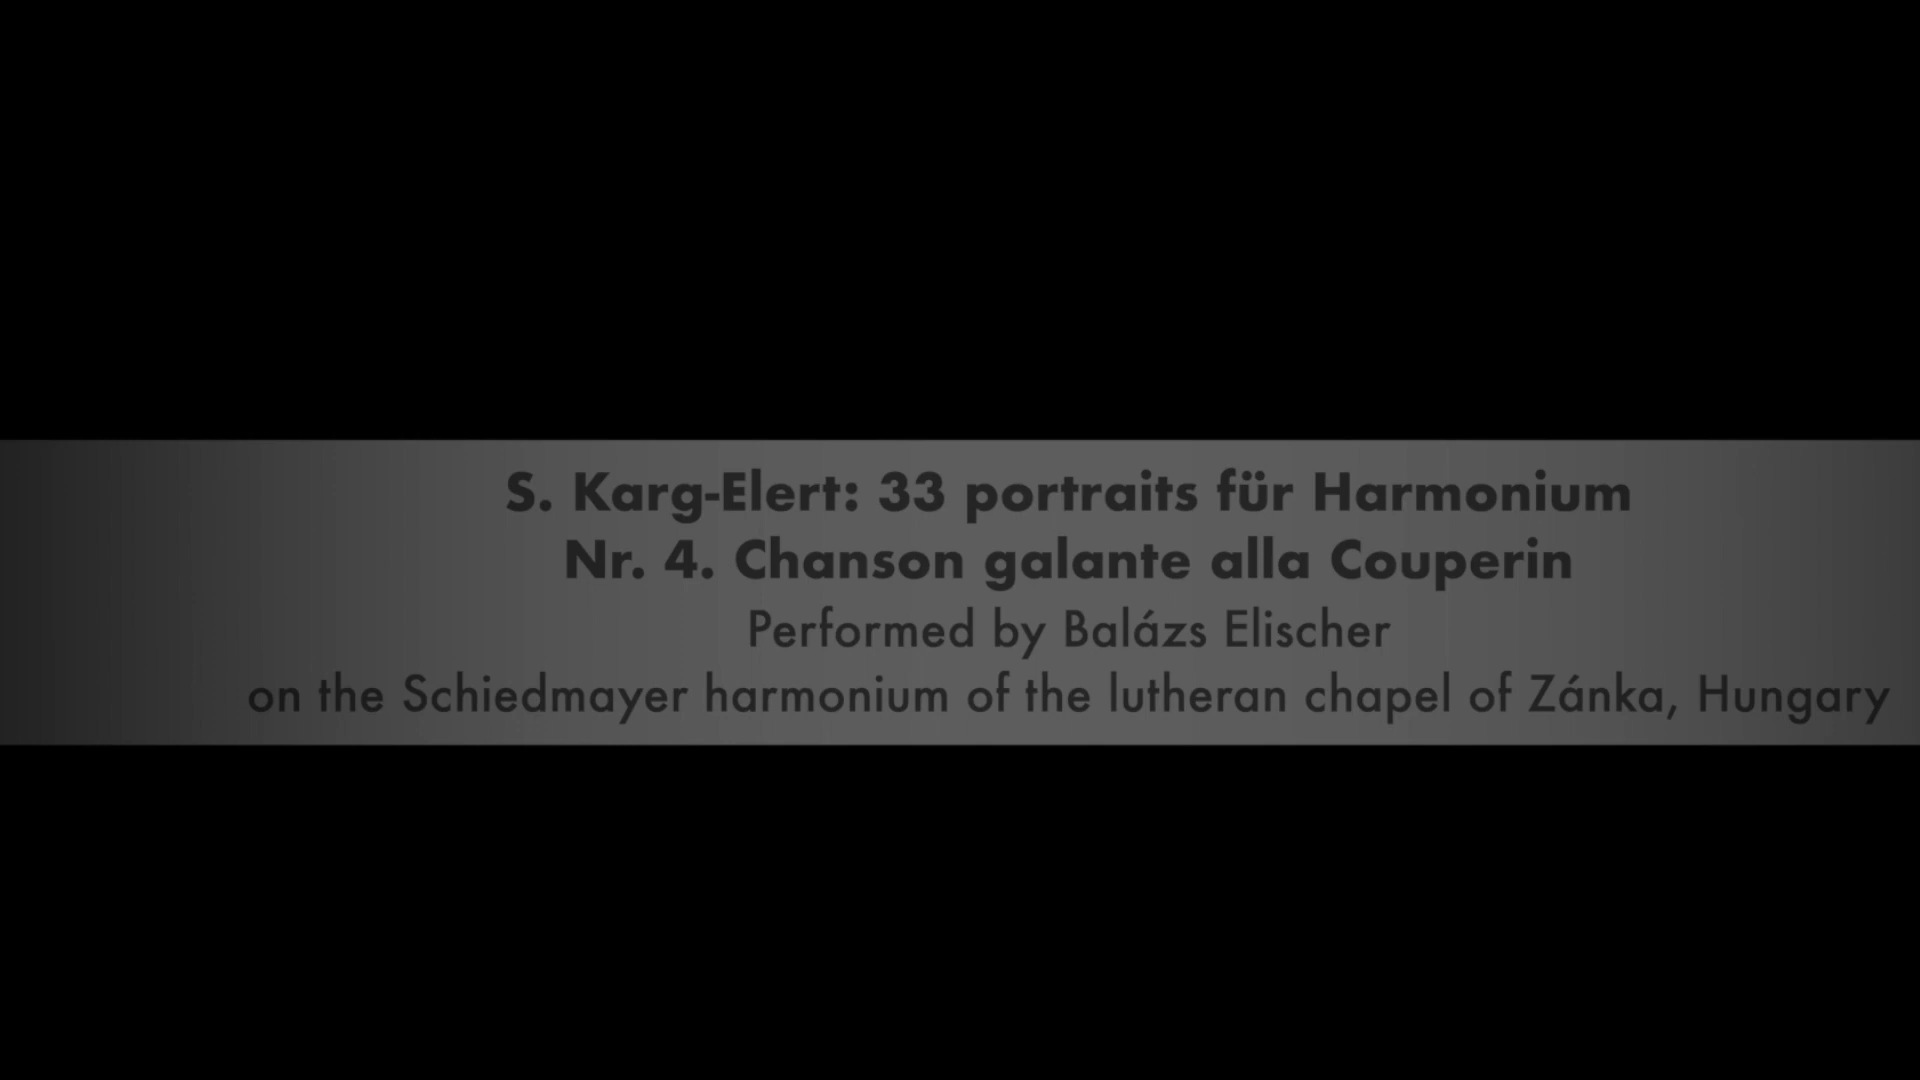 S. Karg-Elert: 33 portraits für Harmonium
Nr. 4. Chanson galante alla Couperin
Performed by Balázs Elischer
on the Schiedmayer harmonium of the lutheran chapel of Zánka, Hungary